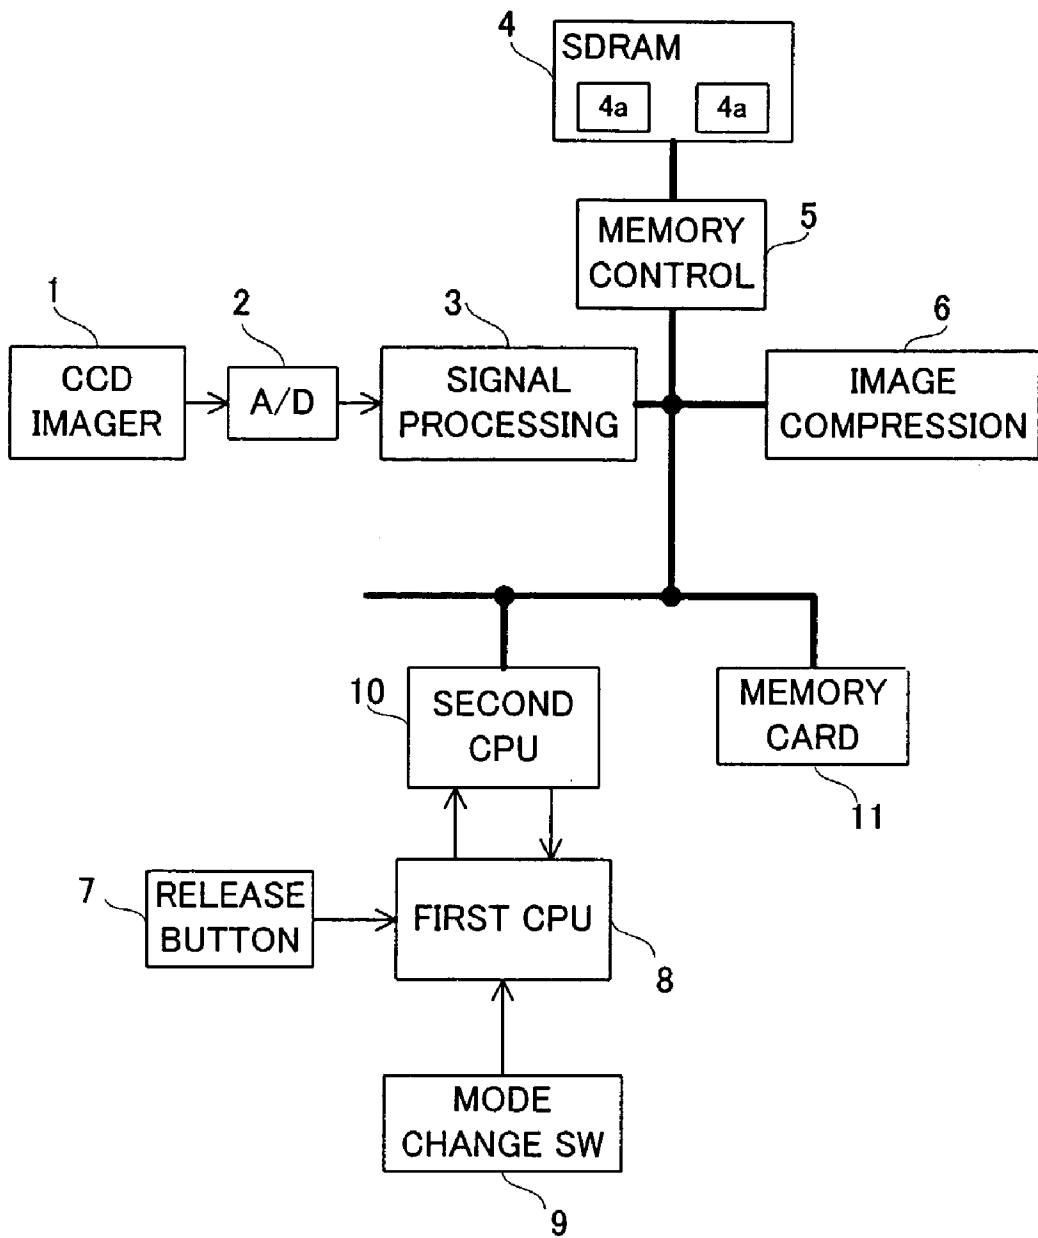 4
SDRAM
4a
4a
5
MEMORY
CONTROL
1
2
3
6
CCD
IMAGER
A/D
SIGNAL
PROCESSING
IMAGE
COMPRESSION
10
SECOND
CPU
MEMORY
CARD
11
7
RELEASE
BUTTON
FIRST CPU
8
MODE
CHANGE SW
9